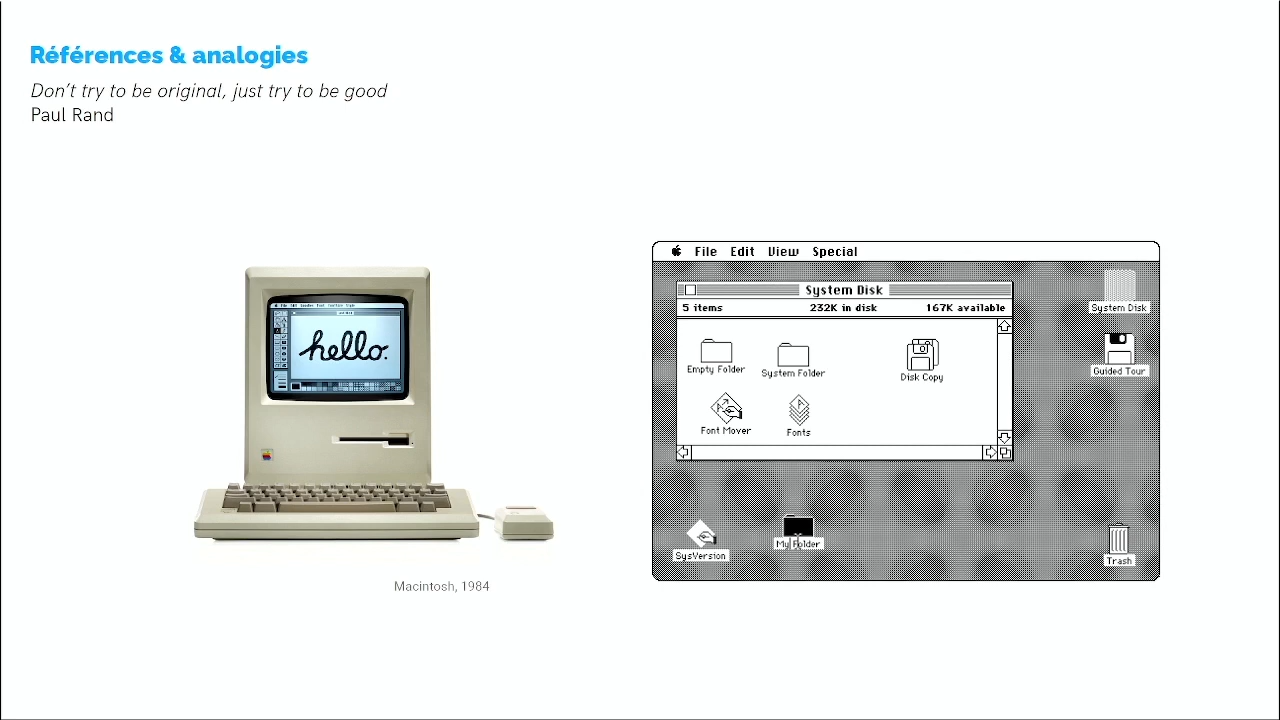 Références & analogies
Don't try to be original, just try to be good
Paul Rand
hello.
Macintosh, 1984
File Edit View Special
System Disk
5 items 232K in disk 167K available
Empty Folder
System Folder
Disk Copy
Font Mover
Fonts
System Disk
Guided Tour
SysVersion
My Folder
Trash